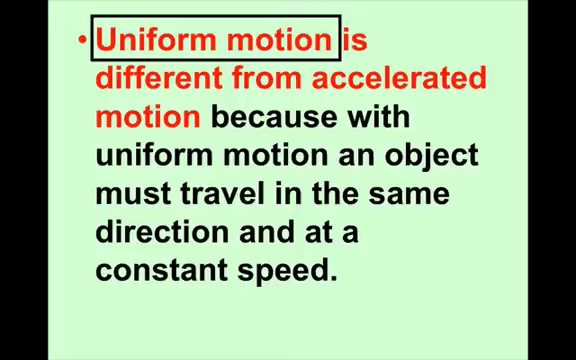 • Uniform motion is
different from accelerated
motion because with
uniform motion an object
must travel in the same
direction and at a
constant speed.